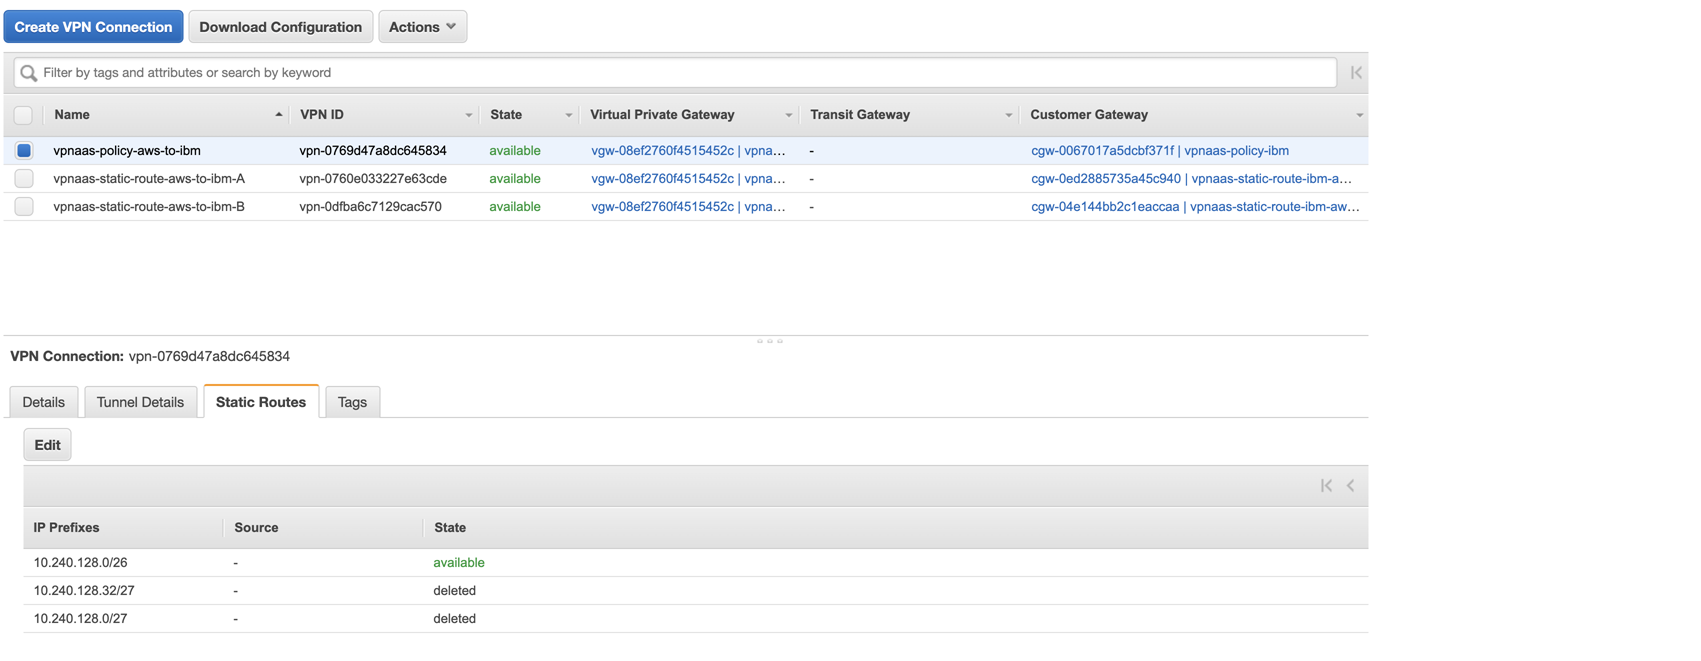 Create VPN Connection Download Configuration Actions
Filter by tags and attributes or search by keyword
Name VPN ID State Virtual Private Gateway Transit Gateway Customer Gateway
vpnaas-policy-aws-to-ibm vpn-0769d47a8dc645834 available vgw-08ef2760f4515452c | vpna... - cgw-0067017a5dcbf371f | vpnaas-policy-ibm
vpnaas-static-route-aws-to-ibm-A vpn-0760e033227e63cde available vgw-08ef2760f4515452c | vpna... - cgw-0ed2885735a45c940 | vpnaas-static-route-ibm-a...
vpnaas-static-route-aws-to-ibm-B vpn-0dfba6c7129cac570 available vgw-08ef2760f4515452c | vpna... - cgw-04e144bb2c1eaccaa | vpnaas-static-route-ibm-aw...
VPN Connection: vpn-0769d47a8dc645834
Details Tunnel Details Static Routes Tags
Edit
IP Prefixes Source State
10.240.128.0/26 - available
10.240.128.32/27 - deleted
10.240.128.0/27 - deleted